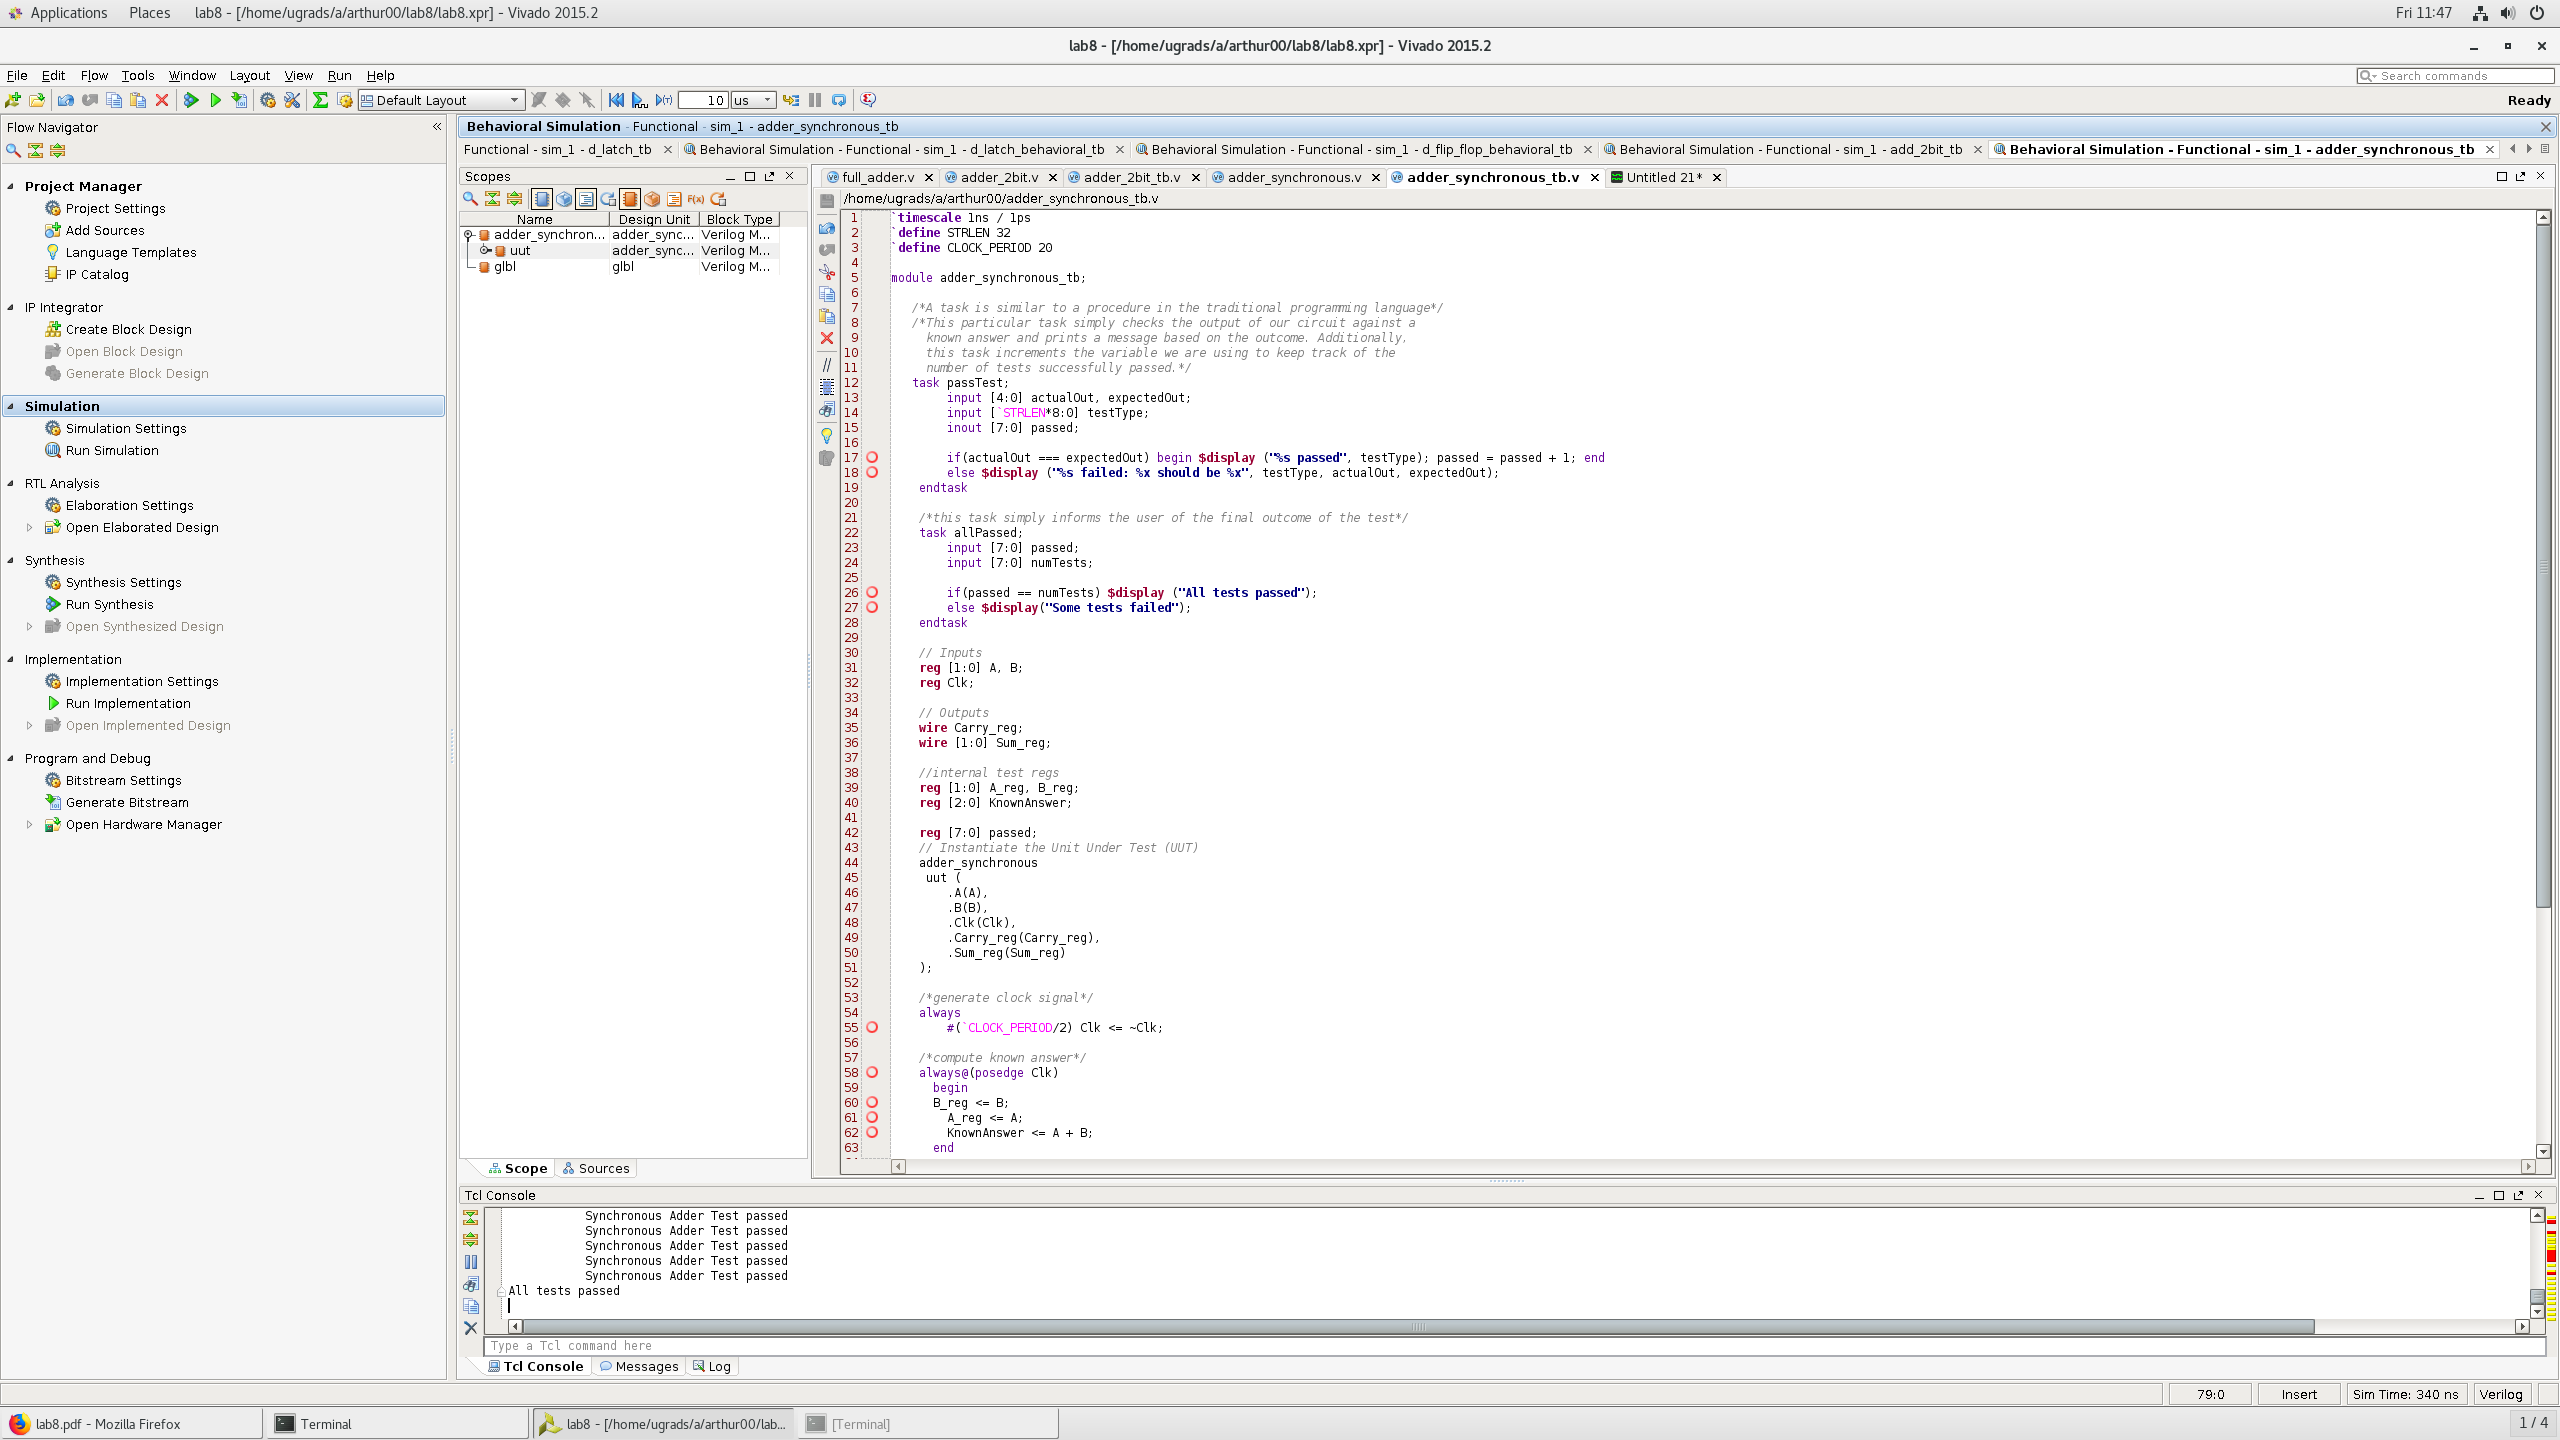 Applications Places lab8 - [/home/ugrads/a/arthur00/lab8/lab8.xpr] - Vivado 2015.2 Fri 11:47
lab8 - [/home/ugrads/a/arthur00/lab8/lab8.xpr] - Vivado 2015.2
File Edit Flow Tools Window Layout View Run Help Search commands
Default Layout 10 us Ready
Flow Navigator
Project Manager
Project Settings
Add Sources
Language Templates
IP Catalog
IP Integrator
Create Block Design
Open Block Design
Generate Block Design
Simulation
Simulation Settings
Run Simulation
RTL Analysis
Elaboration Settings
Open Elaborated Design
Synthesis
Synthesis Settings
Run Synthesis
Open Synthesized Design
Implementation
Implementation Settings
Run Implementation
Open Implemented Design
Program and Debug
Bitstream Settings
Generate Bitstream
Open Hardware Manager
Behavioral Simulation - Functional - sim_1 - adder_synchronous_tb
Functional - sim_1 - d_latch_tb Behavioral Simulation - Functional - sim_1 - d_latch_behavioral_tb Behavioral Simulation - Functional - sim_1 - d_flip_flop_behavioral_tb Behavioral Simulation - Functional - sim_1 - add_2bit_tb Behavioral Simulation - Functional - sim_1 - adder_synchronous_tb
Scopes
Name Design Unit Block Type
adder_synchron... adder_sync... Verilog M...
uut adder_sync... Verilog M...
glbl glbl Verilog M...
Scope Sources
full_adder.v adder_2bit.v adder_2bit_tb.v adder_synchronous.v adder_synchronous_tb.v Untitled 21*
/home/ugrads/a/arthur00/adder_synchronous_tb.v
1 `timescale 1ns / 1ps
2 `define STRLEN 32
3 `define CLOCK_PERIOD 20
4
5 module adder_synchronous_tb;
6
7 /*A task is similar to a procedure in the traditional programming language*/
8 /*This particular task simply checks the output of our circuit against a
9 known answer and prints a message based on the outcome. Additionally,
10 this task increments the variable we are using to keep track of the
11 number of tests successfully passed.*/
12 task passTest;
13 input [4:0] actualOut, expectedOut;
14 input [`STRLEN*8:0] testType;
15 inout [7:0] passed;
16
17 if(actualOut === expectedOut) begin $display ("%s passed", testType); passed = passed + 1; end
18 else $display ("%s failed: %x should be %x", testType, actualOut, expectedOut);
19 endtask
20
21 /*this task simply informs the user of the final outcome of the test*/
22 task allPassed;
23 input [7:0] passed;
24 input [7:0] numTests;
25
26 if(passed == numTests) $display ("All tests passed");
27 else $display("Some tests failed");
28 endtask
29
30 // Inputs
31 reg [1:0] A, B;
32 reg Clk;
33
34 // Outputs
35 wire Carry_reg;
36 wire [1:0] Sum_reg;
37
38 //internal test regs
39 reg [1:0] A_reg, B_reg;
40 reg [2:0] KnownAnswer;
41
42 reg [7:0] passed;
43 // Instantiate the Unit Under Test (UUT)
44 adder_synchronous
45 uut (
46 .A(A),
47 .B(B),
48 .Clk(Clk),
49 .Carry_reg(Carry_reg),
50 .Sum_reg(Sum_reg)
51 );
52
53 /*generate clock signal*/
54 always
55 #(`CLOCK_PERIOD/2) Clk <= ~Clk;
56
57 /*compute known answer*/
58 always@(posedge Clk)
59 begin
60 B_reg <= B;
61 A_reg <= A;
62 KnownAnswer <= A + B;
63 end
Tcl Console
Synchronous Adder Test passed
Synchronous Adder Test passed
Synchronous Adder Test passed
Synchronous Adder Test passed
Synchronous Adder Test passed
All tests passed
Type a Tcl command here
Tcl Console Messages Log
79:0 Insert Sim Time: 340 ns Verilog
lab8.pdf - Mozilla Firefox Terminal lab8 - [/home/ugrads/a/arthur00/lab... [Terminal] 1 / 4